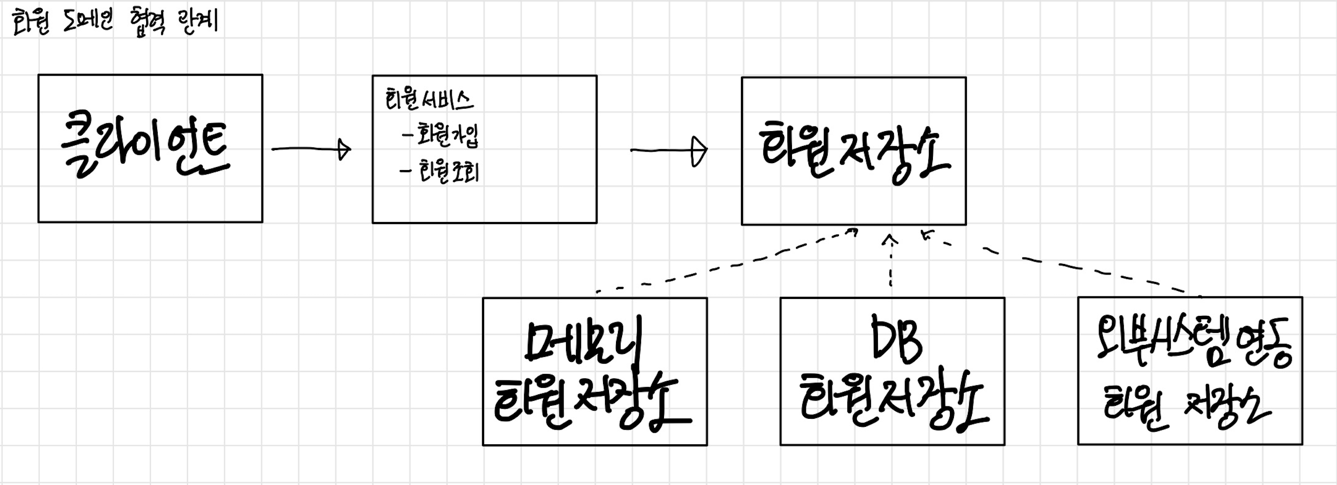 회원 도메인 협력 관계
클라이언트
회원 서비스
- 회원가입
- 회원조회
회원 저장소
메모리
회원 저장소
DB
회원 저장소
외부시스템 연동
회원 저장소